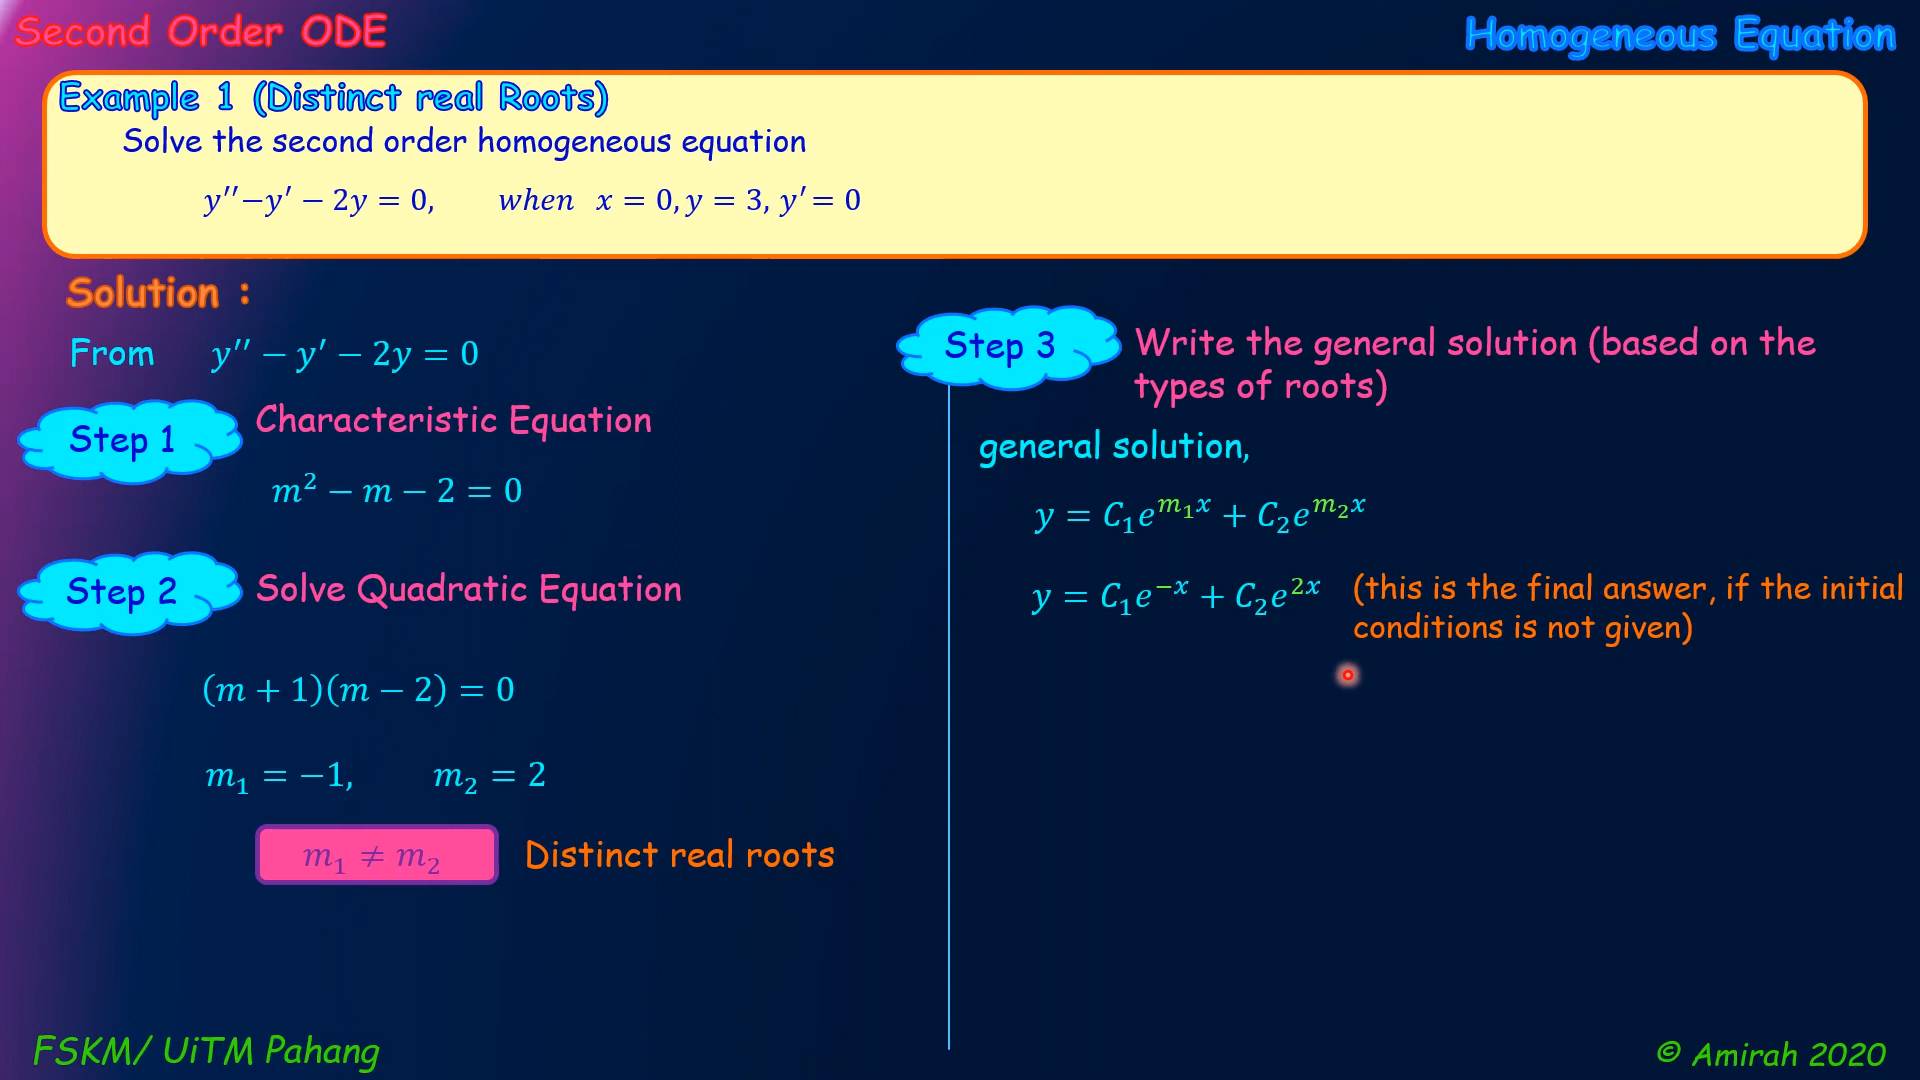 Second Order ODE
Homogeneous Equation
Example 1 (Distinct real Roots)
Solve the second order homogeneous equation
y′′−y′ − 2y = 0, when x = 0, y = 3, y′ = 0
Solution :
From y′′ − y′ − 2y = 0
Step 1
Characteristic Equation
m² − m − 2 = 0
Step 2
Solve Quadratic Equation
(m + 1)(m − 2) = 0
m₁ = −1, m₂ = 2
m₁ ≠ m₂
Distinct real roots
Step 3
Write the general solution (based on the
types of roots)
general solution,
y = C₁e^{m₁x} + C₂e^{m₂x}
y = C₁e^{−x} + C₂e^{2x}
(this is the final answer, if the initial
conditions is not given)
FSKM/ UiTM Pahang
© Amirah 2020